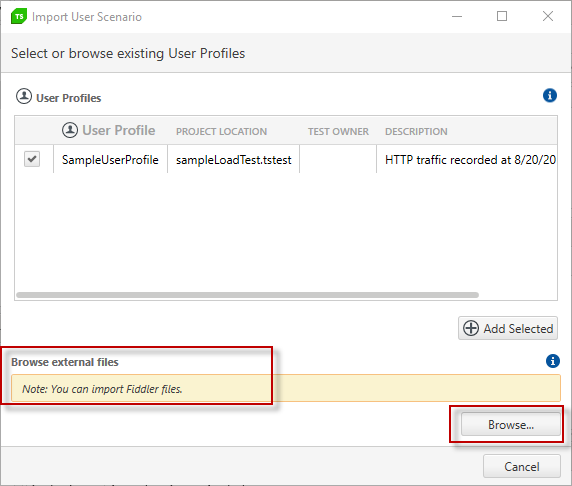 TS Import User Scenario
Select or browse existing User Profiles
User Profiles
User Profile PROJECT LOCATION TEST OWNER DESCRIPTION
SampleUserProfile sampleLoadTest.tstest HTTP traffic recorded at 8/20/20
Add Selected
Browse external files
Note: You can import Fiddler files.
Browse...
Cancel